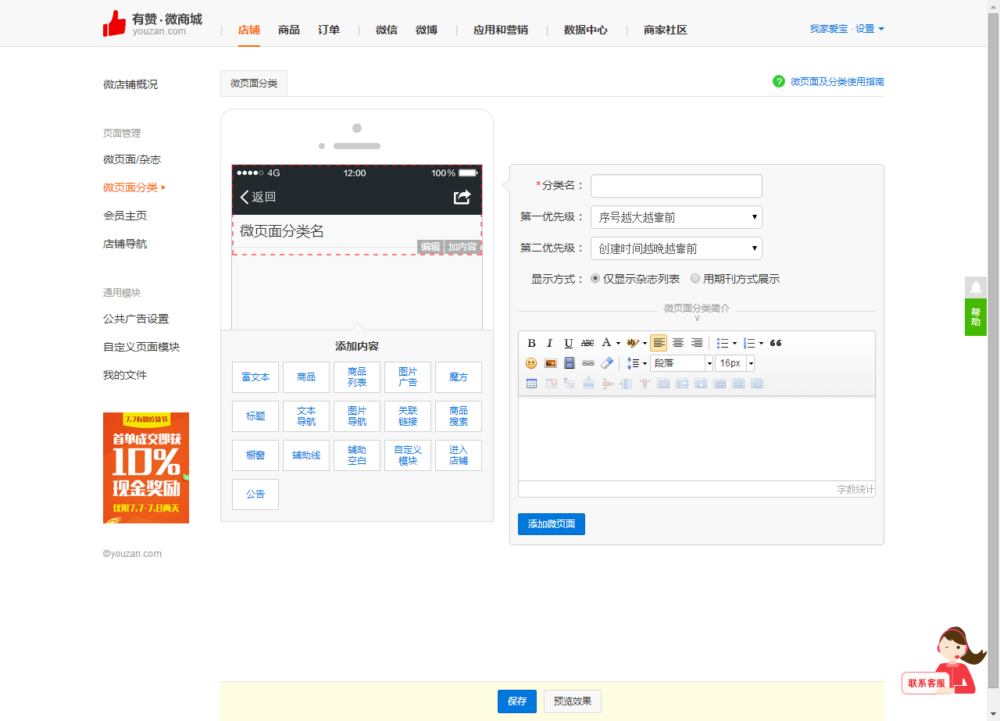 有赞·微商城
youzan.com
店铺 商品 订单 微信 微博 应用和营销 数据中心 商家社区
我家爱宝 - 设置
微店铺概况
页面管理
微页面/杂志
微页面分类
会员主页
店铺导航
通用模块
公共广告设置
自定义页面模块
我的文件
7.7有赞吃货节
首单成交即获
10%
现金奖励
仅限7.7-7.8两天
©youzan.com
微页面分类
? 微页面及分类使用指南
4G 12:00 100%
返回
微页面分类名
编辑 加内容
添加内容
富文本 商品 商品列表 图片广告 魔方
标题 文本导航 图片导航 关联链接 商品搜索
橱窗 辅助线 辅助空白 自定义模块 进入店铺
公告
*分类名：
第一优先级： 序号越大越靠前
第二优先级： 创建时间越晚越靠前
显示方式： 仅显示杂志列表 用期刊方式展示
微页面分类简介
B I U ABC A ab
段落 16px
字数统计
添加微页面
帮助
联系客服
保存 预览效果